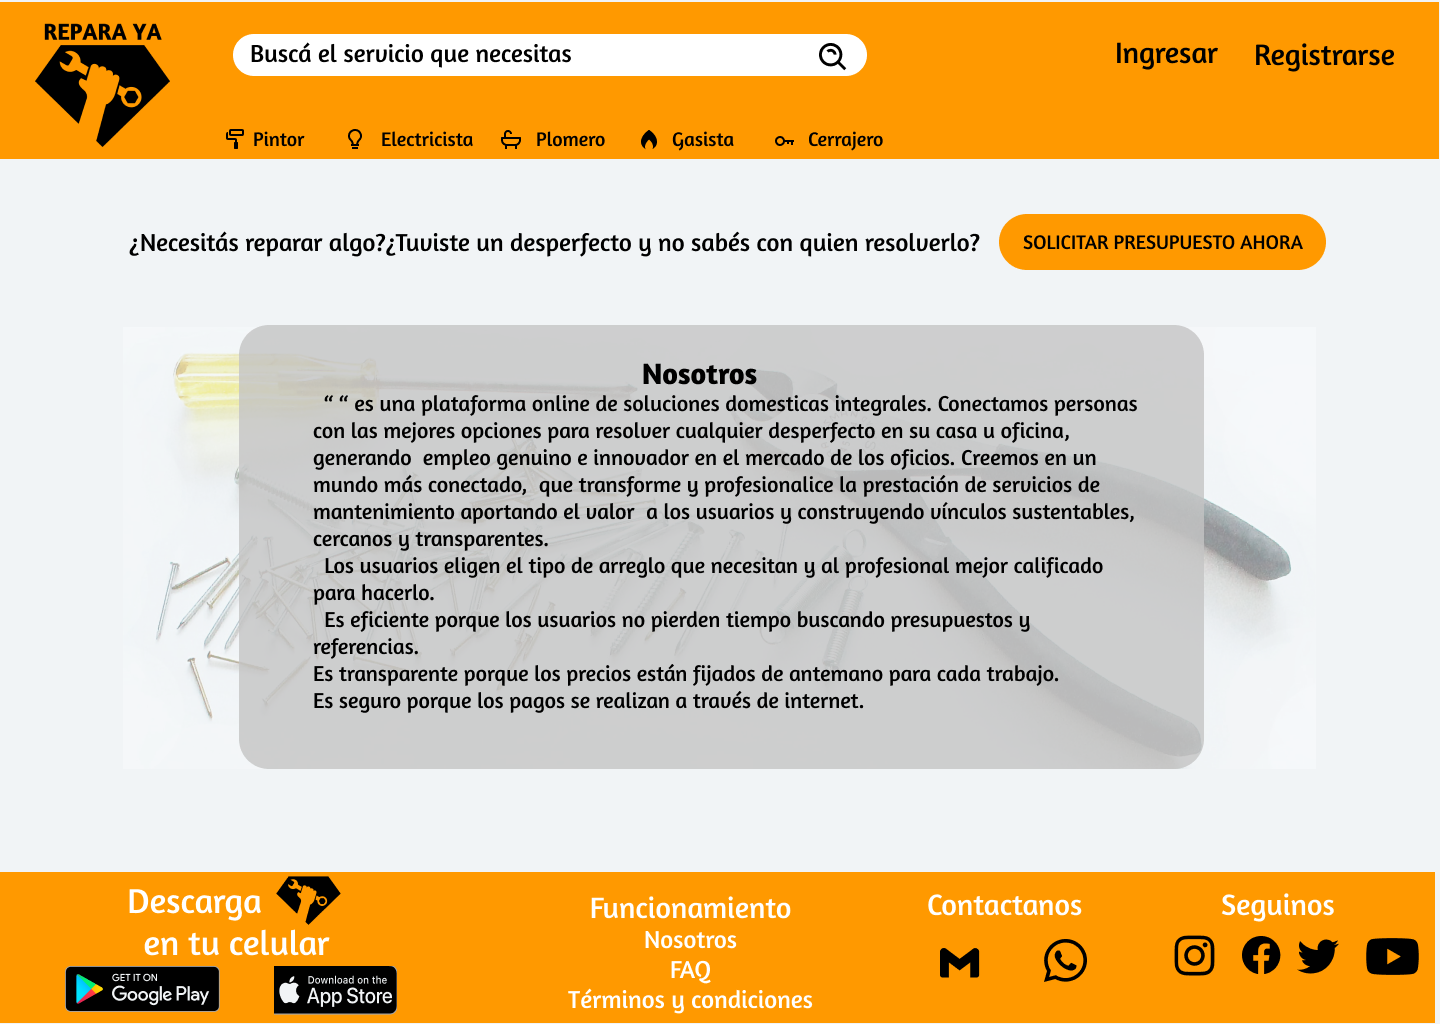 REPARA YA
Buscá el servicio que necesitas
Ingresar
Registrarse
Pintor
Electricista
Plomero
Gasista
Cerrajero
¿Necesitás reparar algo?¿Tuviste un desperfecto y no sabés con quien resolverlo?
SOLICITAR PRESUPUESTO AHORA
Nosotros
“ “ es una plataforma online de soluciones domesticas integrales. Conectamos personas
con las mejores opciones para resolver cualquier desperfecto en su casa u oficina,
generando  empleo genuino e innovador en el mercado de los oficios. Creemos en un
mundo más conectado,  que transforme y profesionalice la prestación de servicios de
mantenimiento aportando el valor  a los usuarios y construyendo vínculos sustentables,
cercanos y transparentes.
Los usuarios eligen el tipo de arreglo que necesitan y al profesional mejor calificado
para hacerlo.
Es eficiente porque los usuarios no pierden tiempo buscando presupuestos y
referencias.
Es transparente porque los precios están fijados de antemano para cada trabajo.
Es seguro porque los pagos se realizan a través de internet.
Descarga
en tu celular
GET IT ON
Google Play
Download on the
App Store
Funcionamiento
Nosotros
FAQ
Términos y condiciones
Contactanos
Seguinos